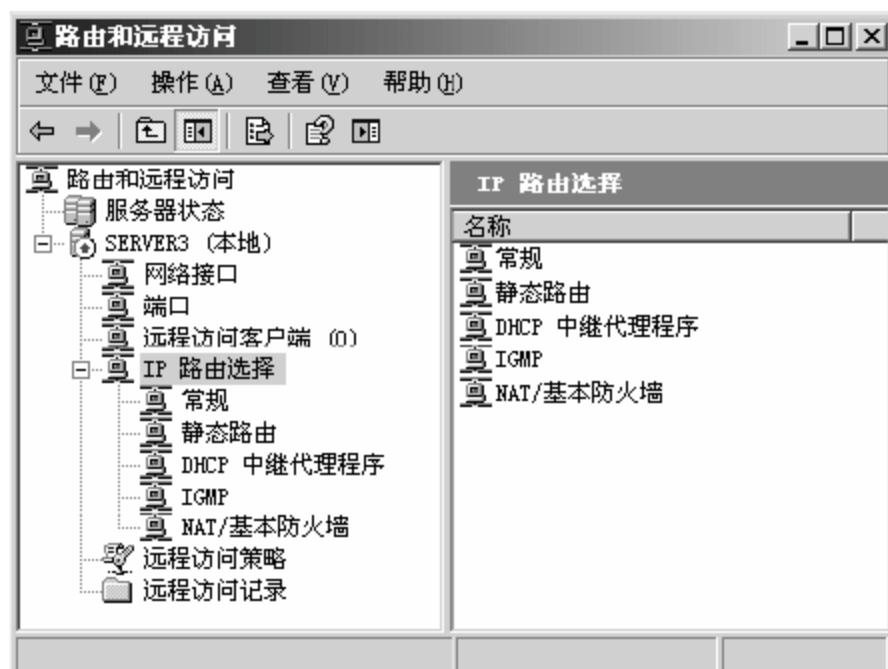 路由和远程访问
文件(F) 操作(A) 查看(V) 帮助(H)
路由和远程访问
服务器状态
SERVER3 (本地)
网络接口
端口
远程访问客户端 (0)
IP 路由选择
常规
静态路由
DHCP 中继代理程序
IGMP
NAT/基本防火墙
远程访问策略
远程访问记录
IP 路由选择
名称
常规
静态路由
DHCP 中继代理程序
IGMP
NAT/基本防火墙